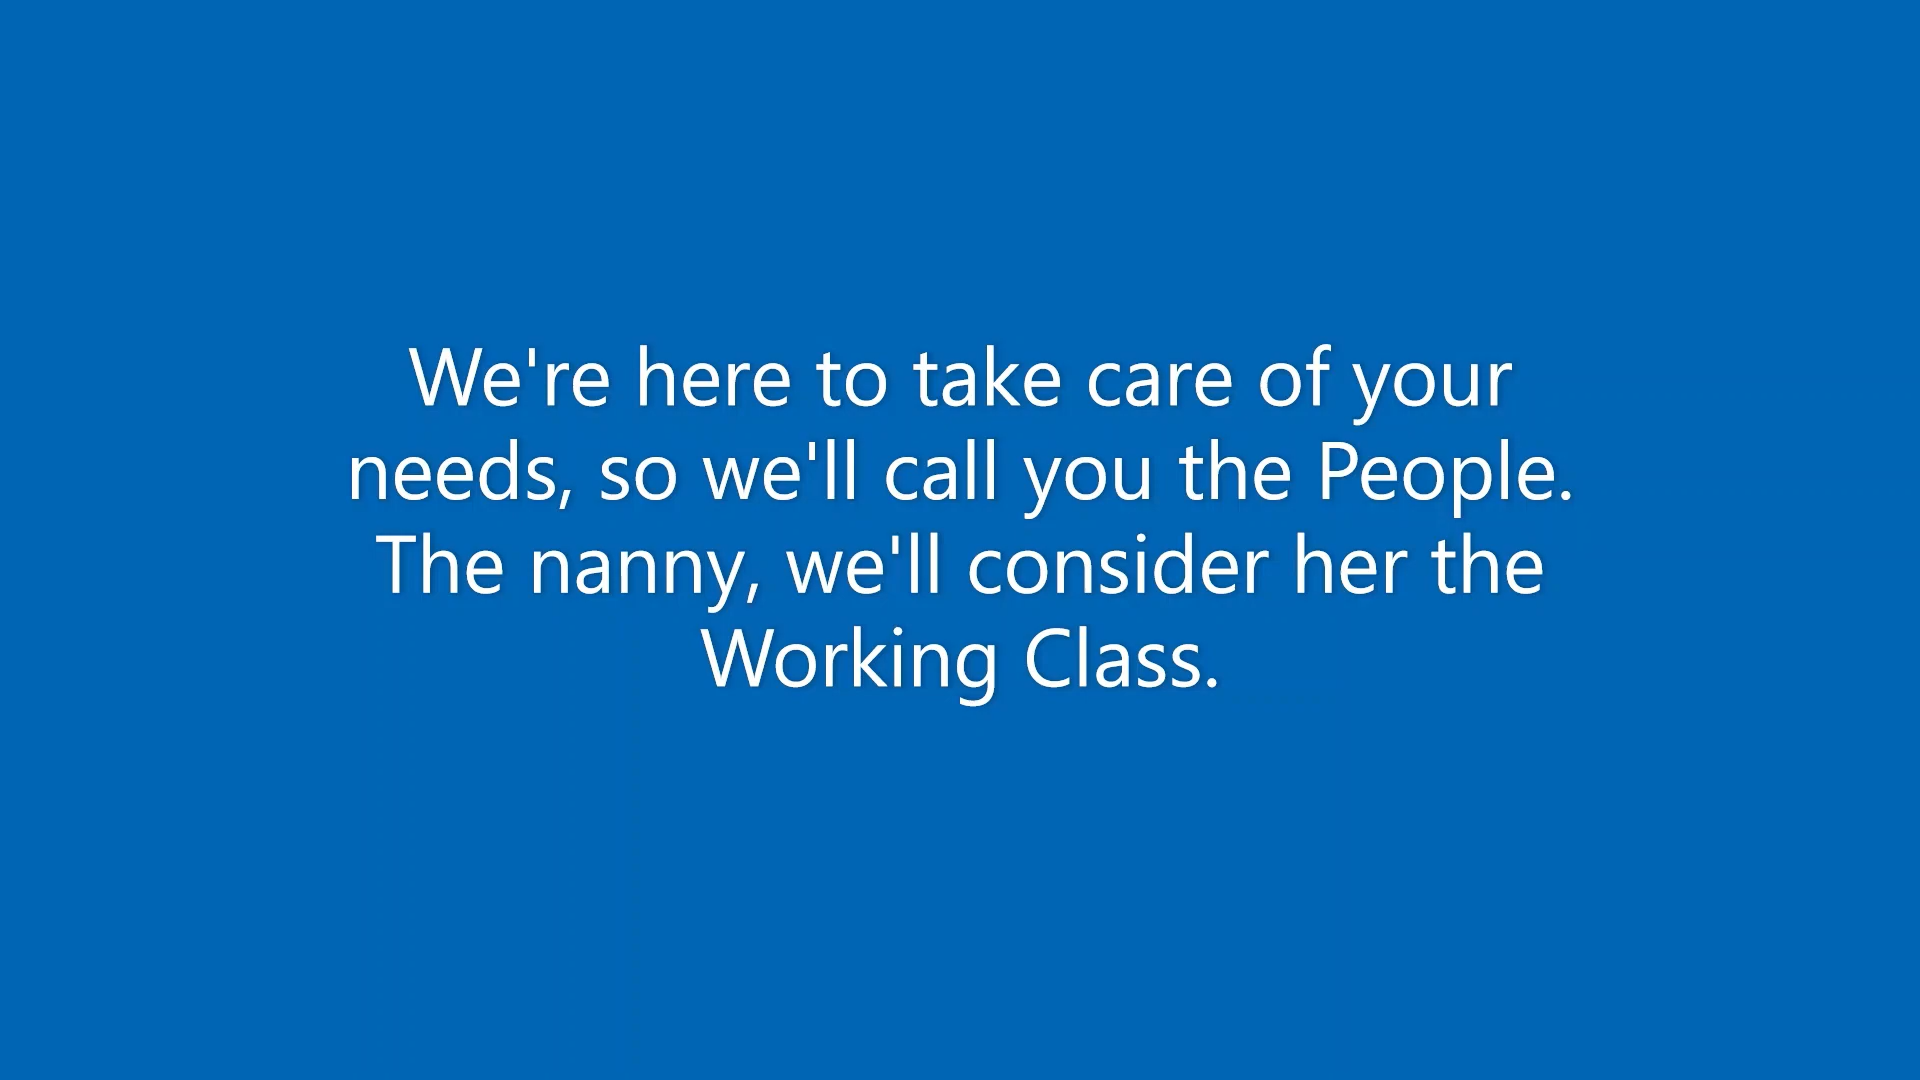 We're here to take care of your
needs, so we'll call you the People.
The nanny, we'll consider her the
Working Class.